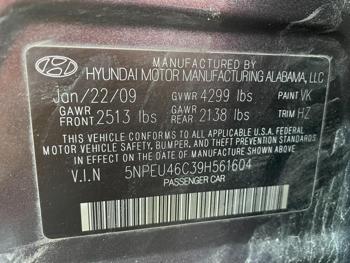 MANUFACTURED BY
HYUNDAI MOTOR MANUFACTURING ALABAMA, LLC
Jan/22/09 GVWR 4299 lbs PAINT VK
GAWR FRONT 2513 lbs GAWR REAR 2138 lbs TRIM HZ
THIS VEHICLE CONFORMS TO ALL APPLICABLE U.S. FEDERAL
MOTOR VEHICLE SAFETY, BUMPER, AND THEFT PREVENTION STANDARDS
IN EFFECT ON THE DATE OF MANUFACTURE SHOWN ABOVE.
V.I.N 5NPEU46C39H561604
PASSENGER CAR